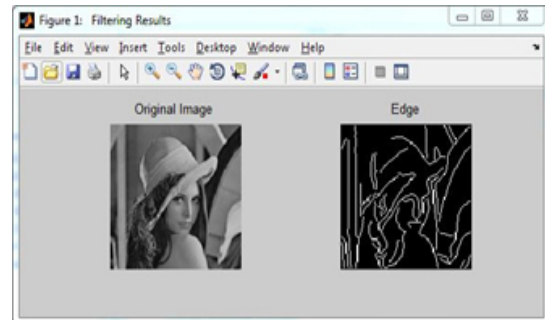 Figure 1: Filtering Results
File Edit View Insert Tools Desktop Window Help
Original Image
Edge